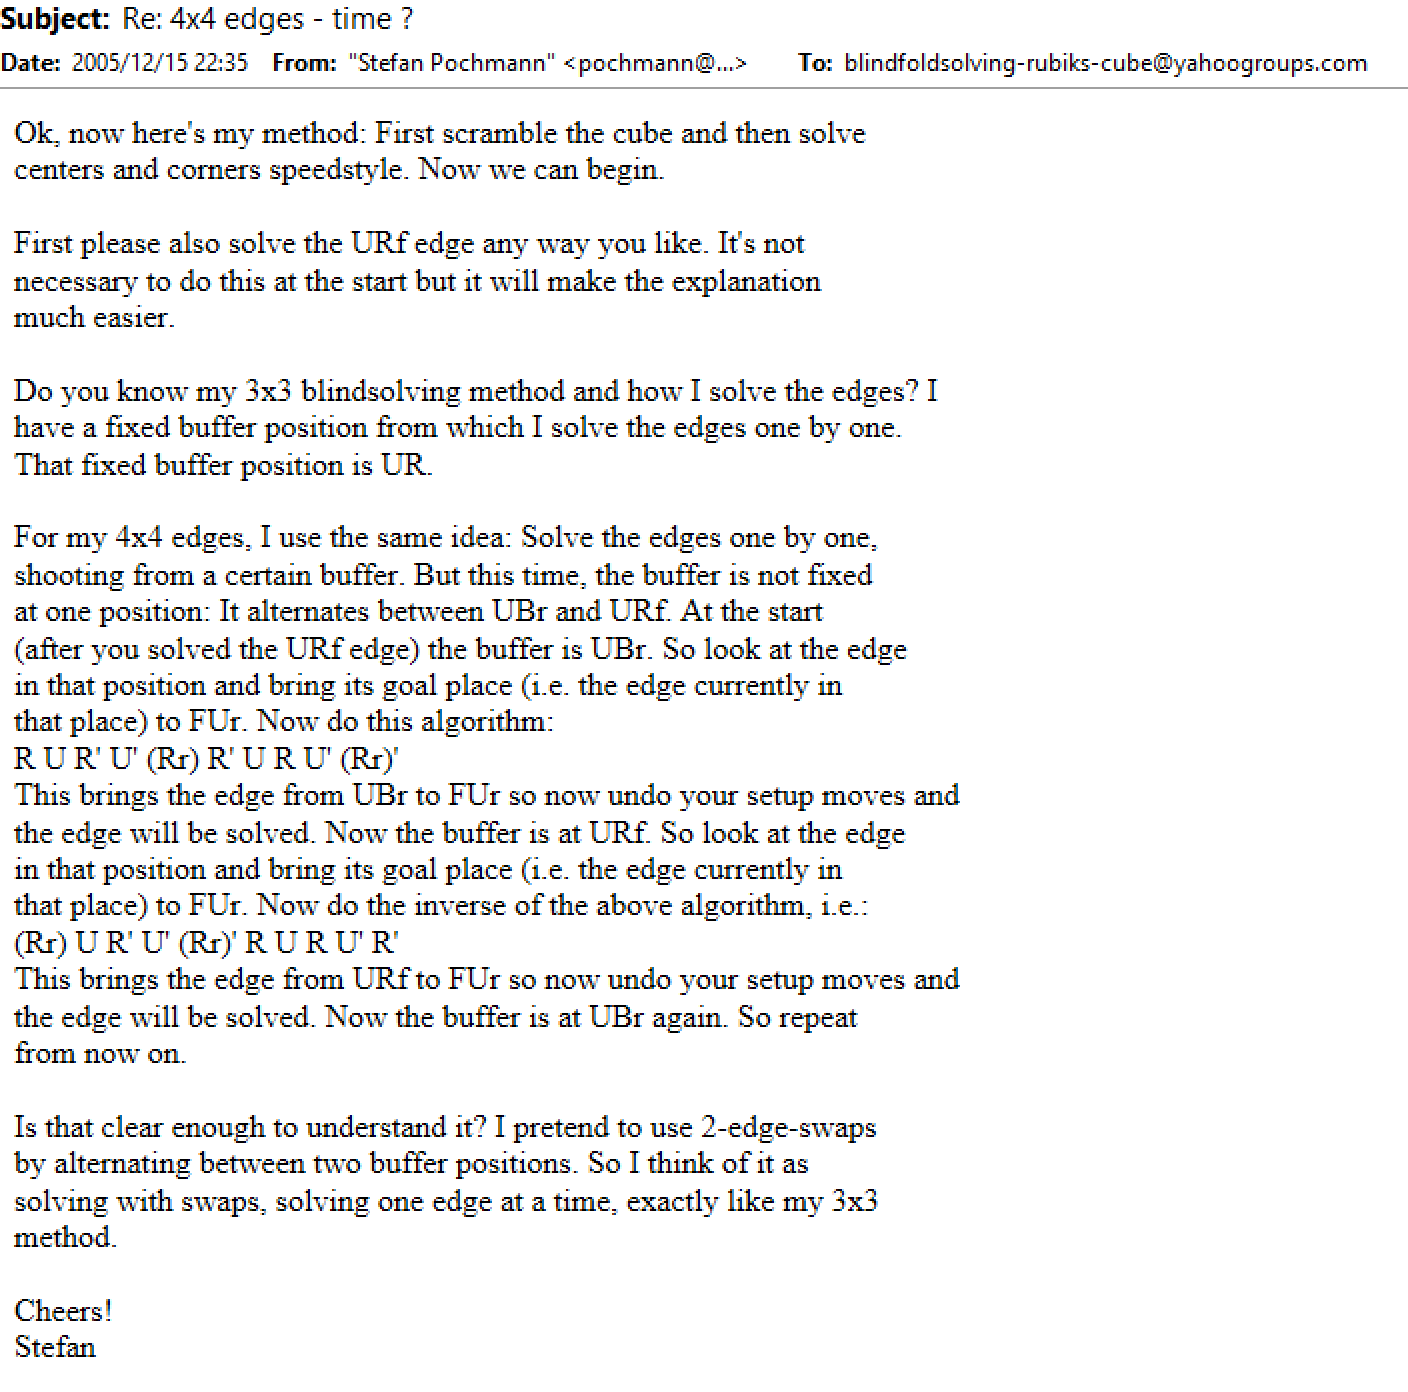 Subject: Re: 4x4 edges - time ?
Date: 2005/12/15 22:35 From: "Stefan Pochmann" <pochmann@...> To: blindfoldsolving-rubiks-cube@yahoogroups.com
Ok, now here's my method: First scramble the cube and then solve
centers and corners speedstyle. Now we can begin.
First please also solve the URf edge any way you like. It's not
necessary to do this at the start but it will make the explanation
much easier.
Do you know my 3x3 blindsolving method and how I solve the edges? I
have a fixed buffer position from which I solve the edges one by one.
That fixed buffer position is UR.
For my 4x4 edges, I use the same idea: Solve the edges one by one,
shooting from a certain buffer. But this time, the buffer is not fixed
at one position: It alternates between UBr and URf. At the start
(after you solved the URf edge) the buffer is UBr. So look at the edge
in that position and bring its goal place (i.e. the edge currently in
that place) to FUr. Now do this algorithm:
R U R' U' (Rr) R' U R U' (Rr)'
This brings the edge from UBr to FUr so now undo your setup moves and
the edge will be solved. Now the buffer is at URf. So look at the edge
in that position and bring its goal place (i.e. the edge currently in
that place) to FUr. Now do the inverse of the above algorithm, i.e.:
(Rr) U R' U' (Rr)' R U R U' R'
This brings the edge from URf to FUr so now undo your setup moves and
the edge will be solved. Now the buffer is at UBr again. So repeat
from now on.
Is that clear enough to understand it? I pretend to use 2-edge-swaps
by alternating between two buffer positions. So I think of it as
solving with swaps, solving one edge at a time, exactly like my 3x3
method.
Cheers!
Stefan